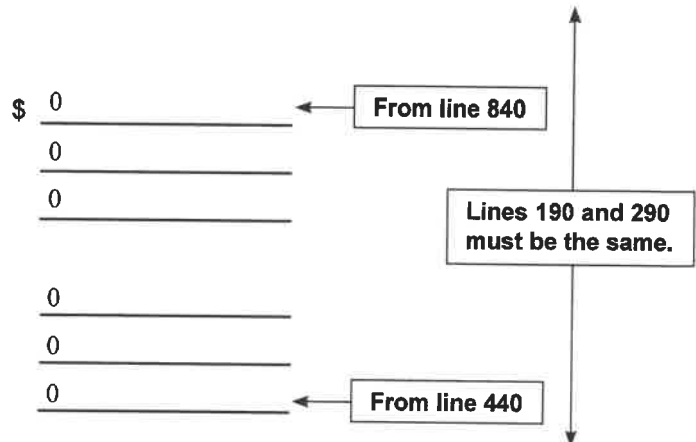 $ 0 From line 840
0
0
Lines 190 and 290
must be the same.
0
0
0 From line 440